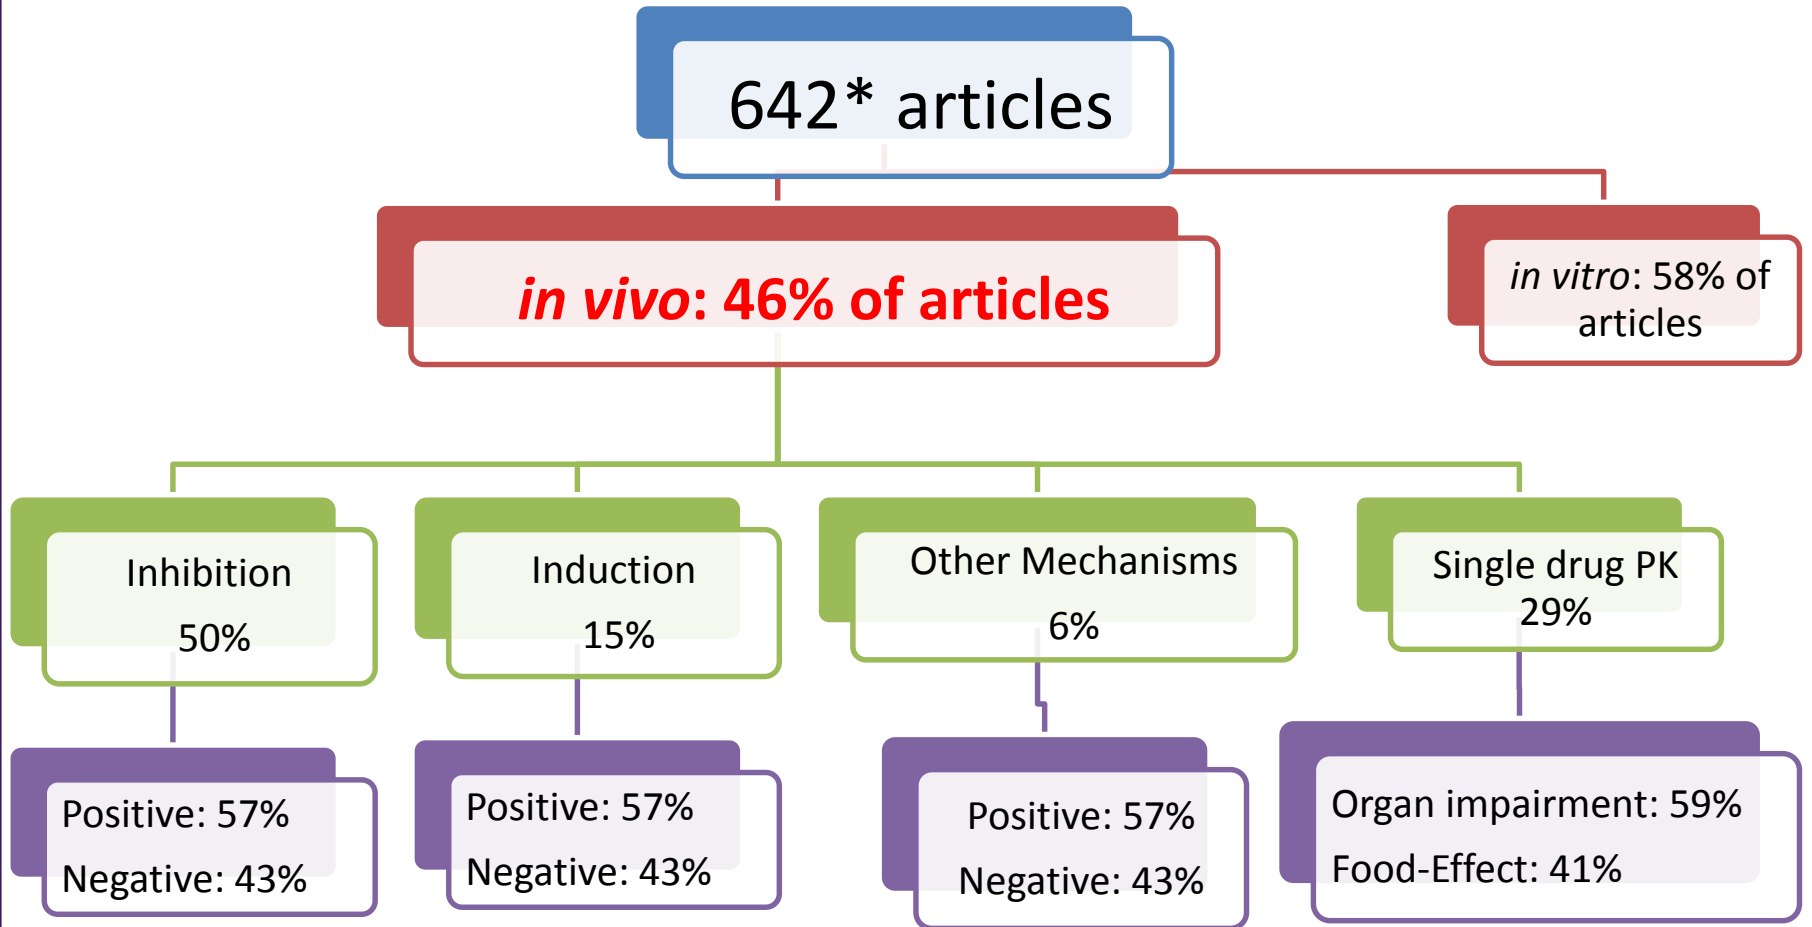 642* articles
in vivo: 46% of articles
in vitro: 58% of
articles
Inhibition
50%
Induction
15%
Other Mechanisms
6%
Single drug PK
29%
Positive: 57%
Negative: 43%
Positive: 57%
Negative: 43%
Positive: 57%
Negative: 43%
Organ impairment: 59%
Food-Effect: 41%